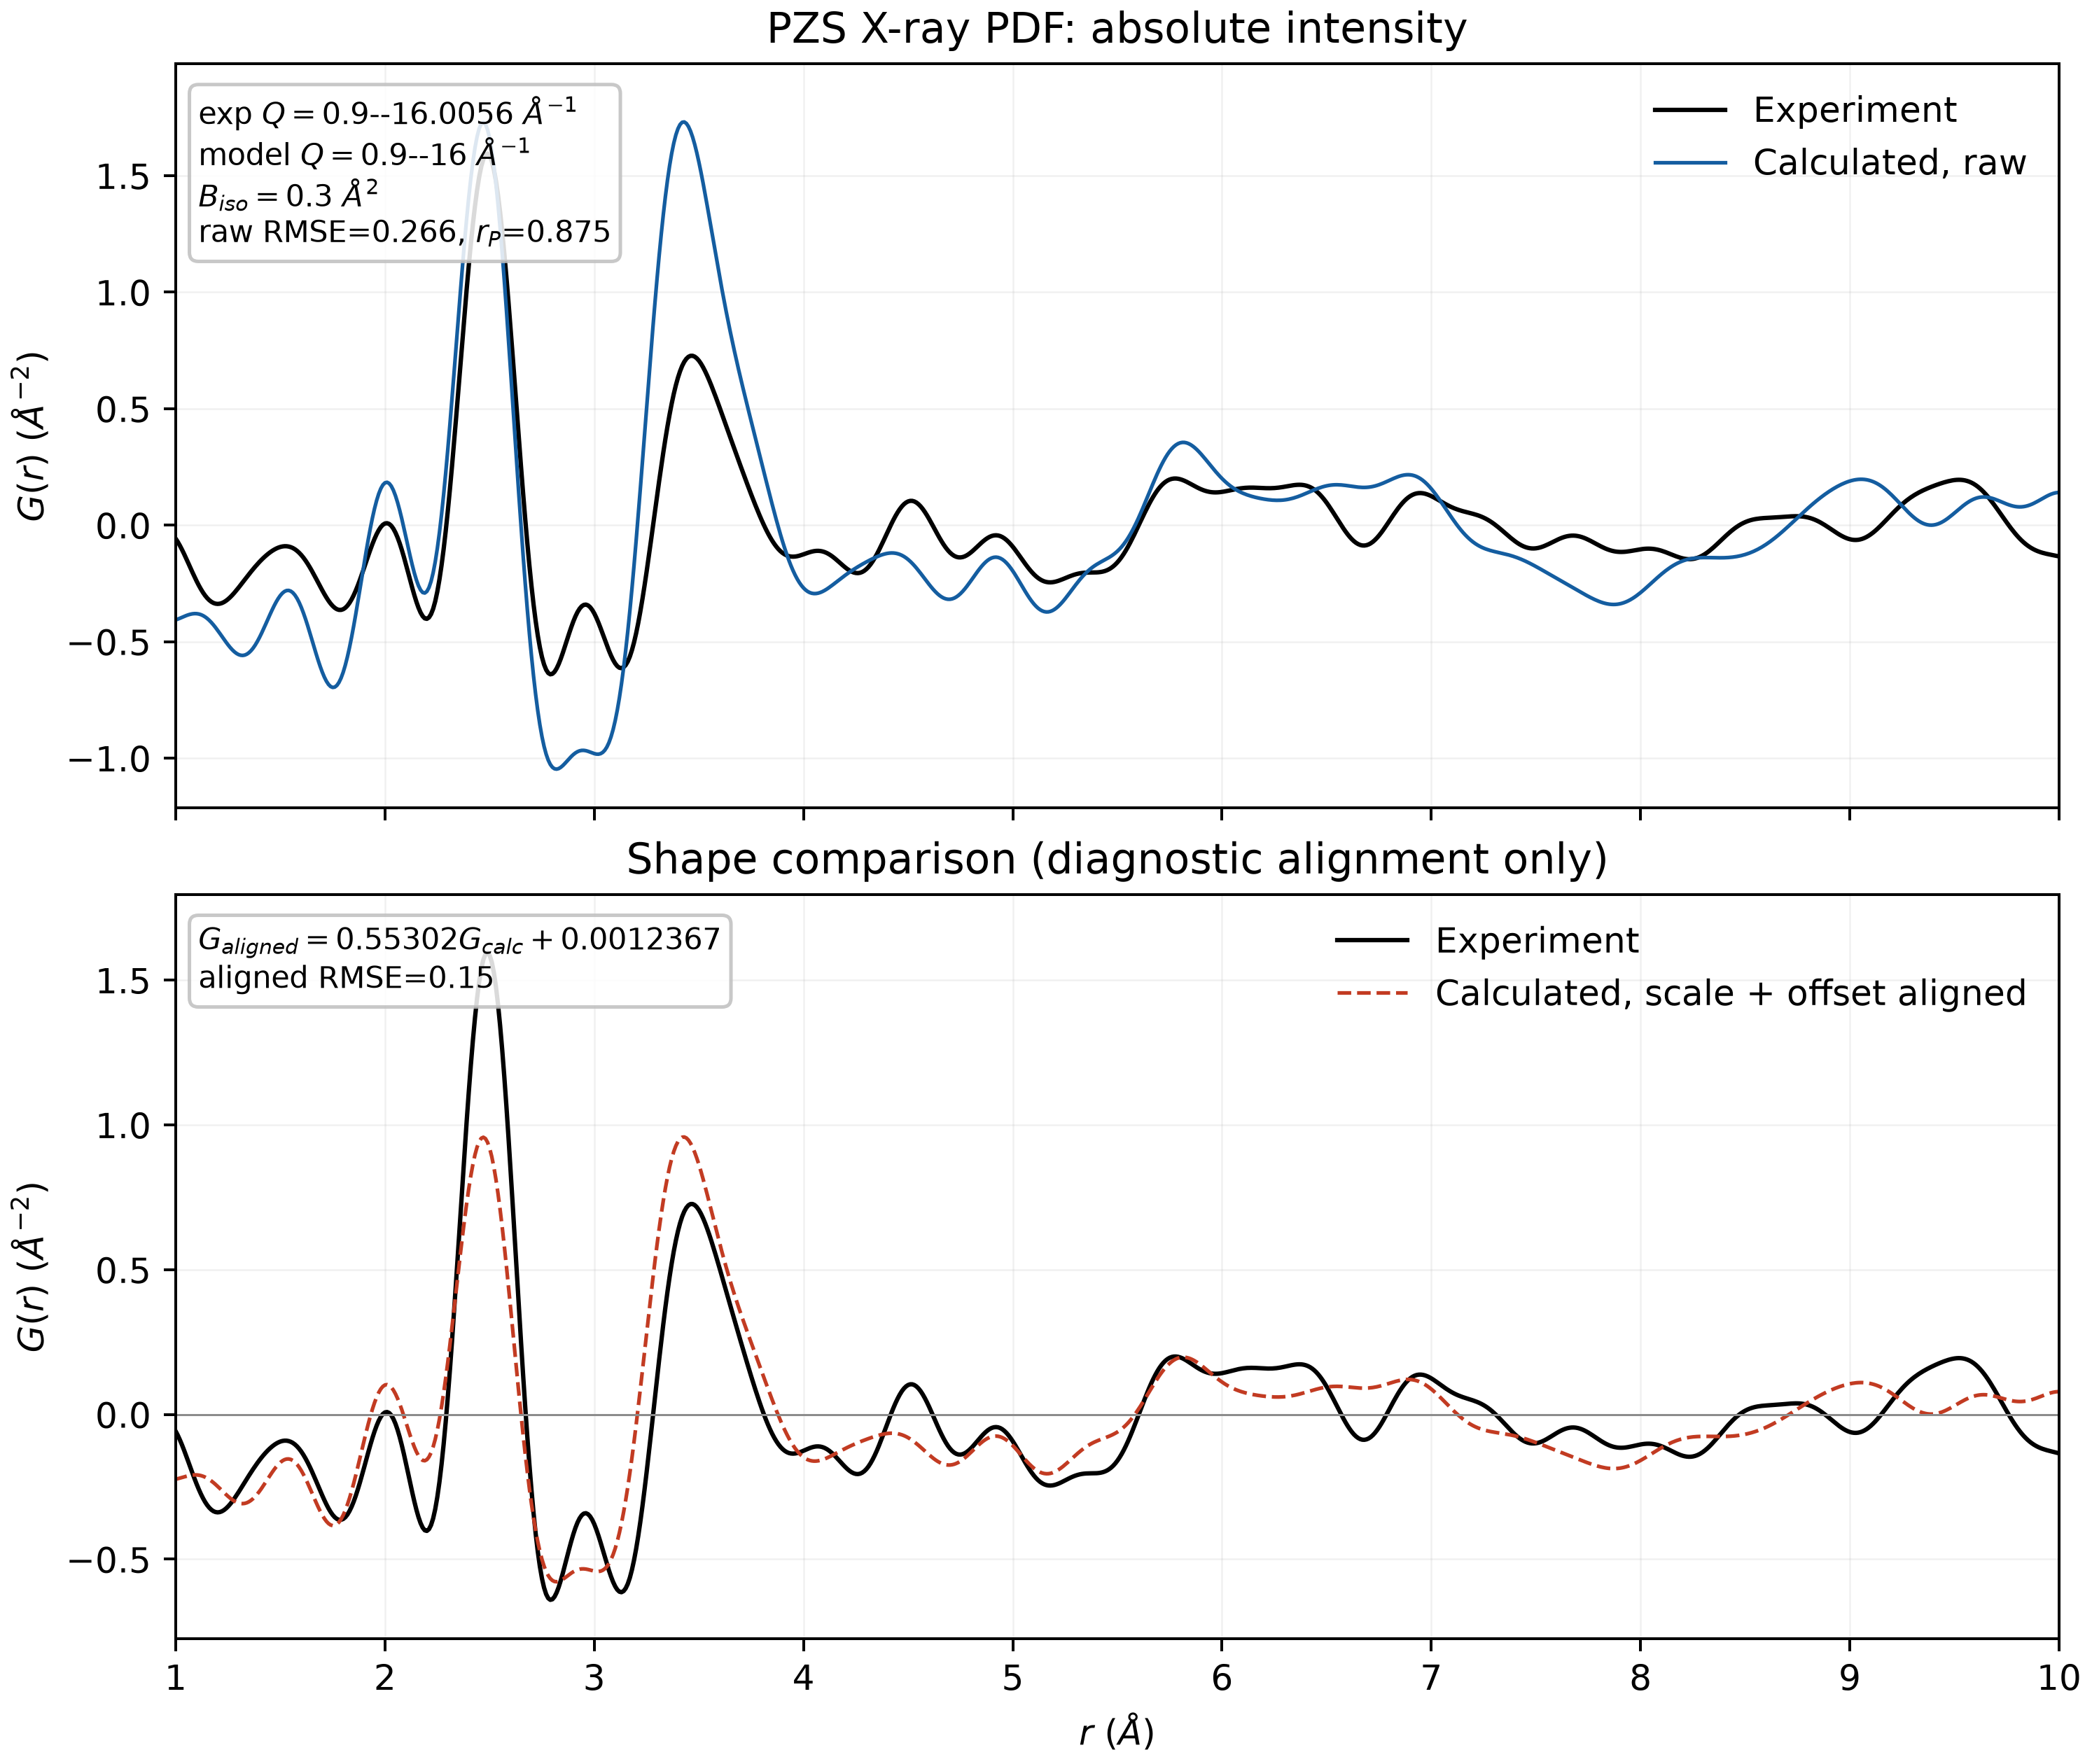 PZS X-ray PDF: absolute intensity
exp Q = 0.9--16.0056 Å⁻¹
model Q = 0.9--16 Å⁻¹
B_iso = 0.3 Å²
raw RMSE=0.266, r_P=0.875
Experiment
Calculated, raw
G(r) (Å⁻²)
1.5
1.0
0.5
0.0
−0.5
−1.0
Shape comparison (diagnostic alignment only)
G_aligned = 0.55302G_calc + 0.0012367
aligned RMSE=0.15
Experiment
Calculated, scale + offset aligned
G(r) (Å⁻²)
1.5
1.0
0.5
0.0
−0.5
1 2 3 4 5 6 7 8 9 10
r (Å)